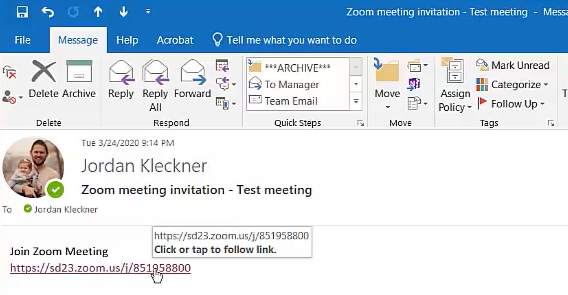 Zoom meeting invitation - Test meeting - Messa
File Message Help Acrobat Tell me what you want to do
Delete Archive
Reply Reply All Forward
***ARCHIVE***
To Manager
Team Email
Move
Assign Policy
Mark Unread
Categorize
Follow Up
Delete Respond Quick Steps Move Tags
Tue 3/24/2020 9:14 PM
Jordan Kleckner
Zoom meeting invitation - Test meeting
To Jordan Kleckner
https://sd23.zoom.us/j/851958800
Click or tap to follow link.
Join Zoom Meeting
https://sd23.zoom.us/j/851958800